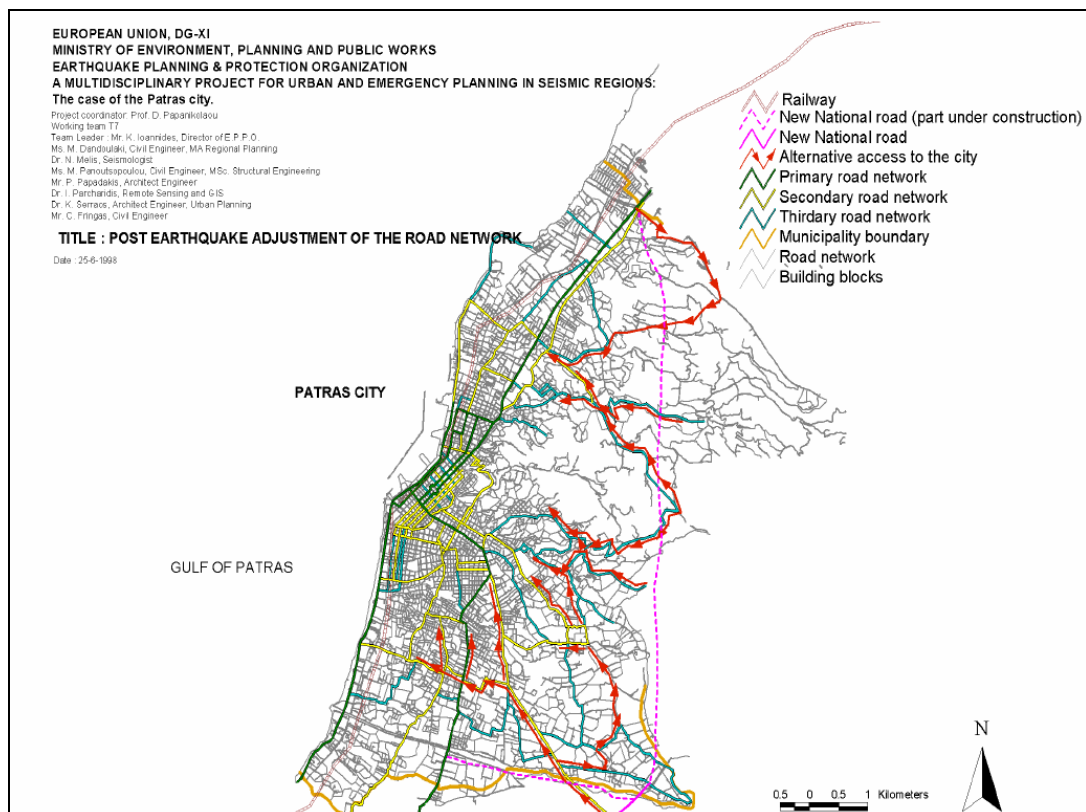 EUROPEAN UNION, DG-XI
MINISTRY OF ENVIRONMENT, PLANNING AND PUBLIC WORKS
EARTHQUAKE PLANNING & PROTECTION ORGANIZATION
A MULTIDISCIPLINARY PROJECT FOR URBAN AND EMERGENCY PLANNING IN SEISMIC REGIONS:
The case of the Patras city.
Project coordinator: Prof. D. Papanikolaou
Working team T7
Team Leader : Mr. K. Ioannides, Director of E.P.P.O.
Ms. M. Dandoulaki, Civil Engineer, MA Regional Planning
Dr. N. Melis, Seismologist
Ms. M. Panoutsopoulou, Civil Engineer, MSc. Structural Engineering
Mr. P. Papadakis, Architect Engineer
Dr. I. Parcharidis, Remote Sensing and GIS
Dr. K. Serraos, Architect Engineer, Urban Planning
Mr. C. Fringas, Civil Engineer
TITLE : POST EARTHQUAKE ADJUSTMENT OF THE ROAD NETWORK
Date : 25-6-1998
Railway
New National road (part under construction)
New National road
Alternative access to the city
Primary road network
Secondary road network
Thirdary road network
Municipality boundary
Road network
Building blocks
PATRAS CITY
GULF OF PATRAS
N
0.5 0 0.5 1 Kilometers